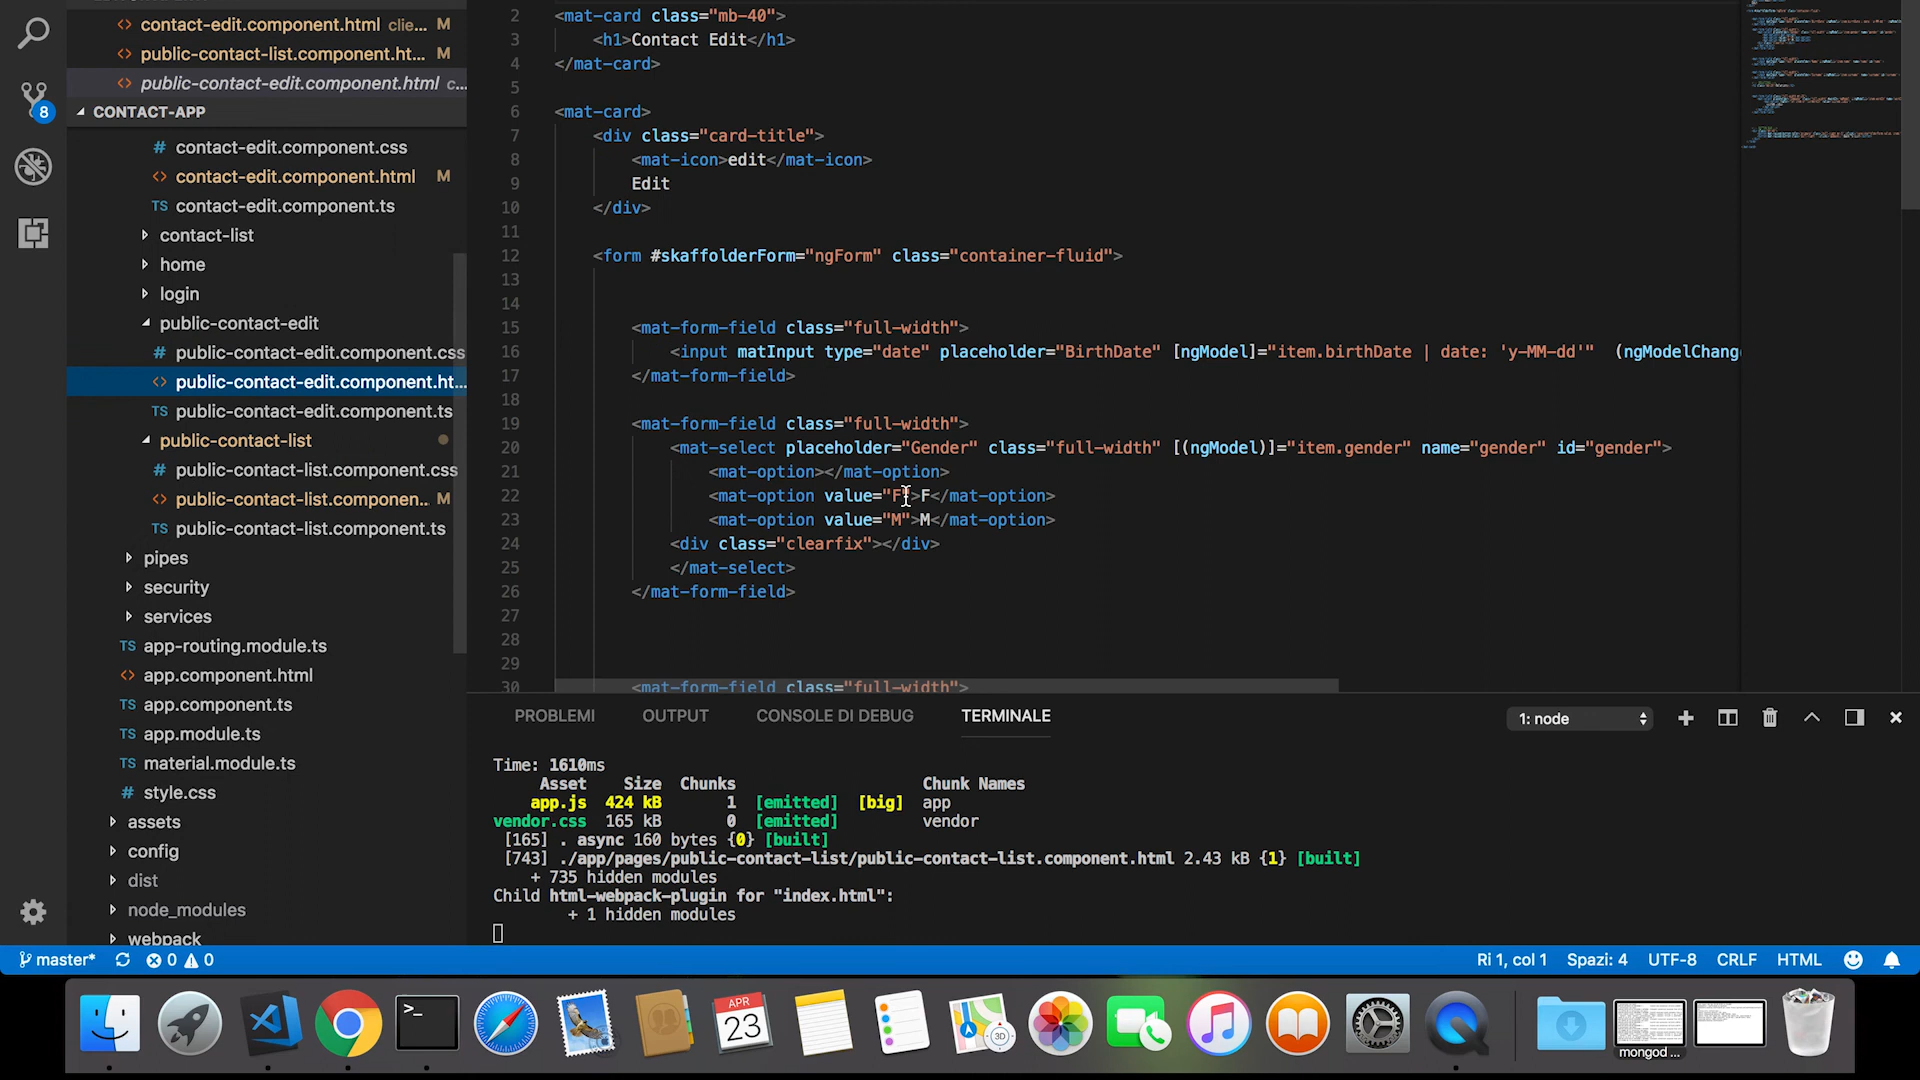 contact-edit.component.html clie... M
public-contact-list.component.ht... M
public-contact-edit.component.html c...
CONTACT-APP
# contact-edit.component.css
<> contact-edit.component.html M
TS contact-edit.component.ts
contact-list
home
login
public-contact-edit
# public-contact-edit.component.css
<> public-contact-edit.component.ht...
TS public-contact-edit.component.ts
public-contact-list
# public-contact-list.component.css
<> public-contact-list.componen... M
TS public-contact-list.component.ts
pipes
security
services
TS app-routing.module.ts
<> app.component.html
TS app.component.ts
TS app.module.ts
TS material.module.ts
# style.css
assets
config
dist
node_modules
webpack
8
2 <mat-card class="mb-40">
3 <h1>Contact Edit</h1>
4 </mat-card>
5
6 <mat-card>
7 <div class="card-title">
8 <mat-icon>edit</mat-icon>
9 Edit
10 </div>
11
12 <form #skaffolderForm="ngForm" class="container-fluid">
13
14
15 <mat-form-field class="full-width">
16 <input matInput type="date" placeholder="BirthDate" [ngModel]="item.birthDate | date: 'y-MM-dd'" (ngModelChang
17 </mat-form-field>
18
19 <mat-form-field class="full-width">
20 <mat-select placeholder="Gender" class="full-width" [(ngModel)]="item.gender" name="gender" id="gender">
21 <mat-option></mat-option>
22 <mat-option value="F">F</mat-option>
23 <mat-option value="M">M</mat-option>
24 <div class="clearfix"></div>
25 </mat-select>
26 </mat-form-field>
27
28
29
30 <mat-form-field class="full-width">
PROBLEMI OUTPUT CONSOLE DI DEBUG TERMINALE 1: node
Time: 1610ms
Asset Size Chunks Chunk Names
app.js 424 kB 1 [emitted] [big] app
vendor.css 165 kB 0 [emitted] vendor
[165] . async 160 bytes {0} [built]
[743] ./app/pages/public-contact-list/public-contact-list.component.html 2.43 kB {1} [built]
+ 735 hidden modules
Child html-webpack-plugin for "index.html":
+ 1 hidden modules
master* 0 0 Ri 1, col 1 Spazi: 4 UTF-8 CRLF HTML
>_
APR
23
3D
mongod ...